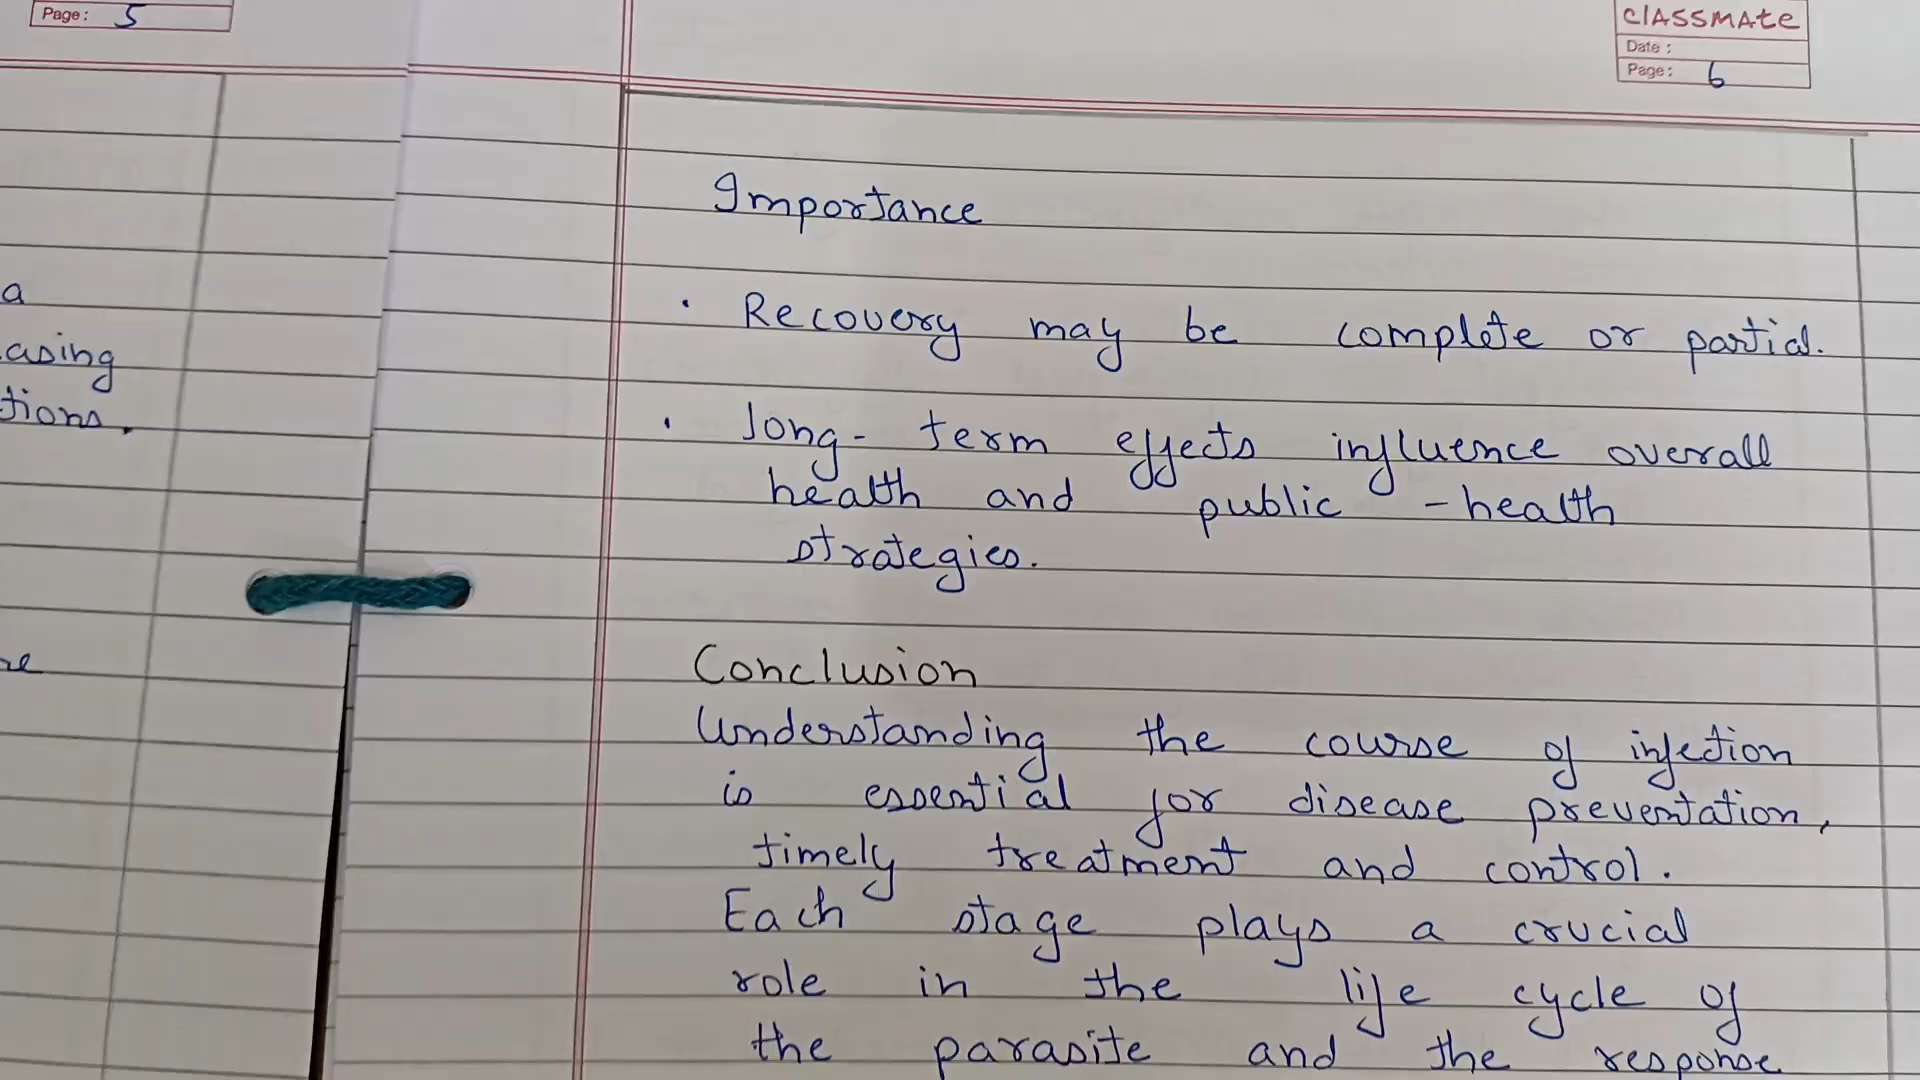 Page: 5
a
asing
tions.
re
CLASSMATE
Date :
Page: 6
Importance
• Recovery may be complete or partial.
• long- term effects influence overall
health and public -health
strategies.
Conclusion
Understanding the course of infection
is essential for disease preventation,
timely treatment and control.
Each stage plays a crucial
role in the life cycle of
the parasite and the response